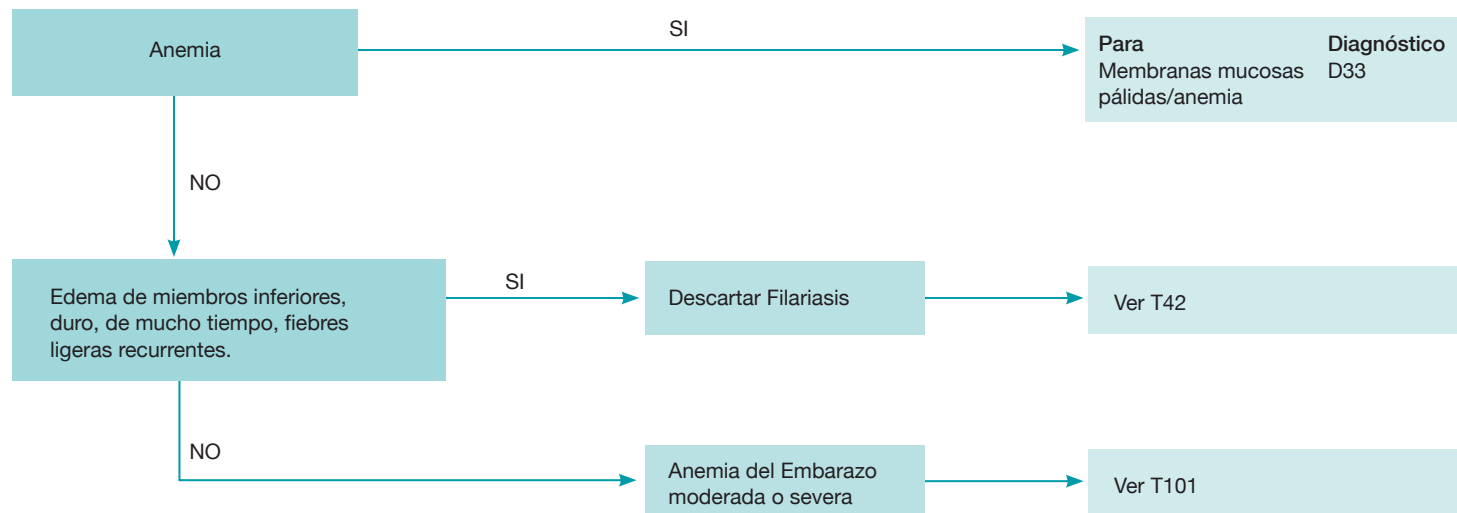 Anemia
SI
Para Diagnóstico
Membranas mucosas D33
pálidas/anemia
NO
Edema de miembros inferiores,
duro, de mucho tiempo, fiebres
ligeras recurrentes.
SI
Descartar Filariasis
Ver T42
NO
Anemia del Embarazo
moderada o severa
Ver T101